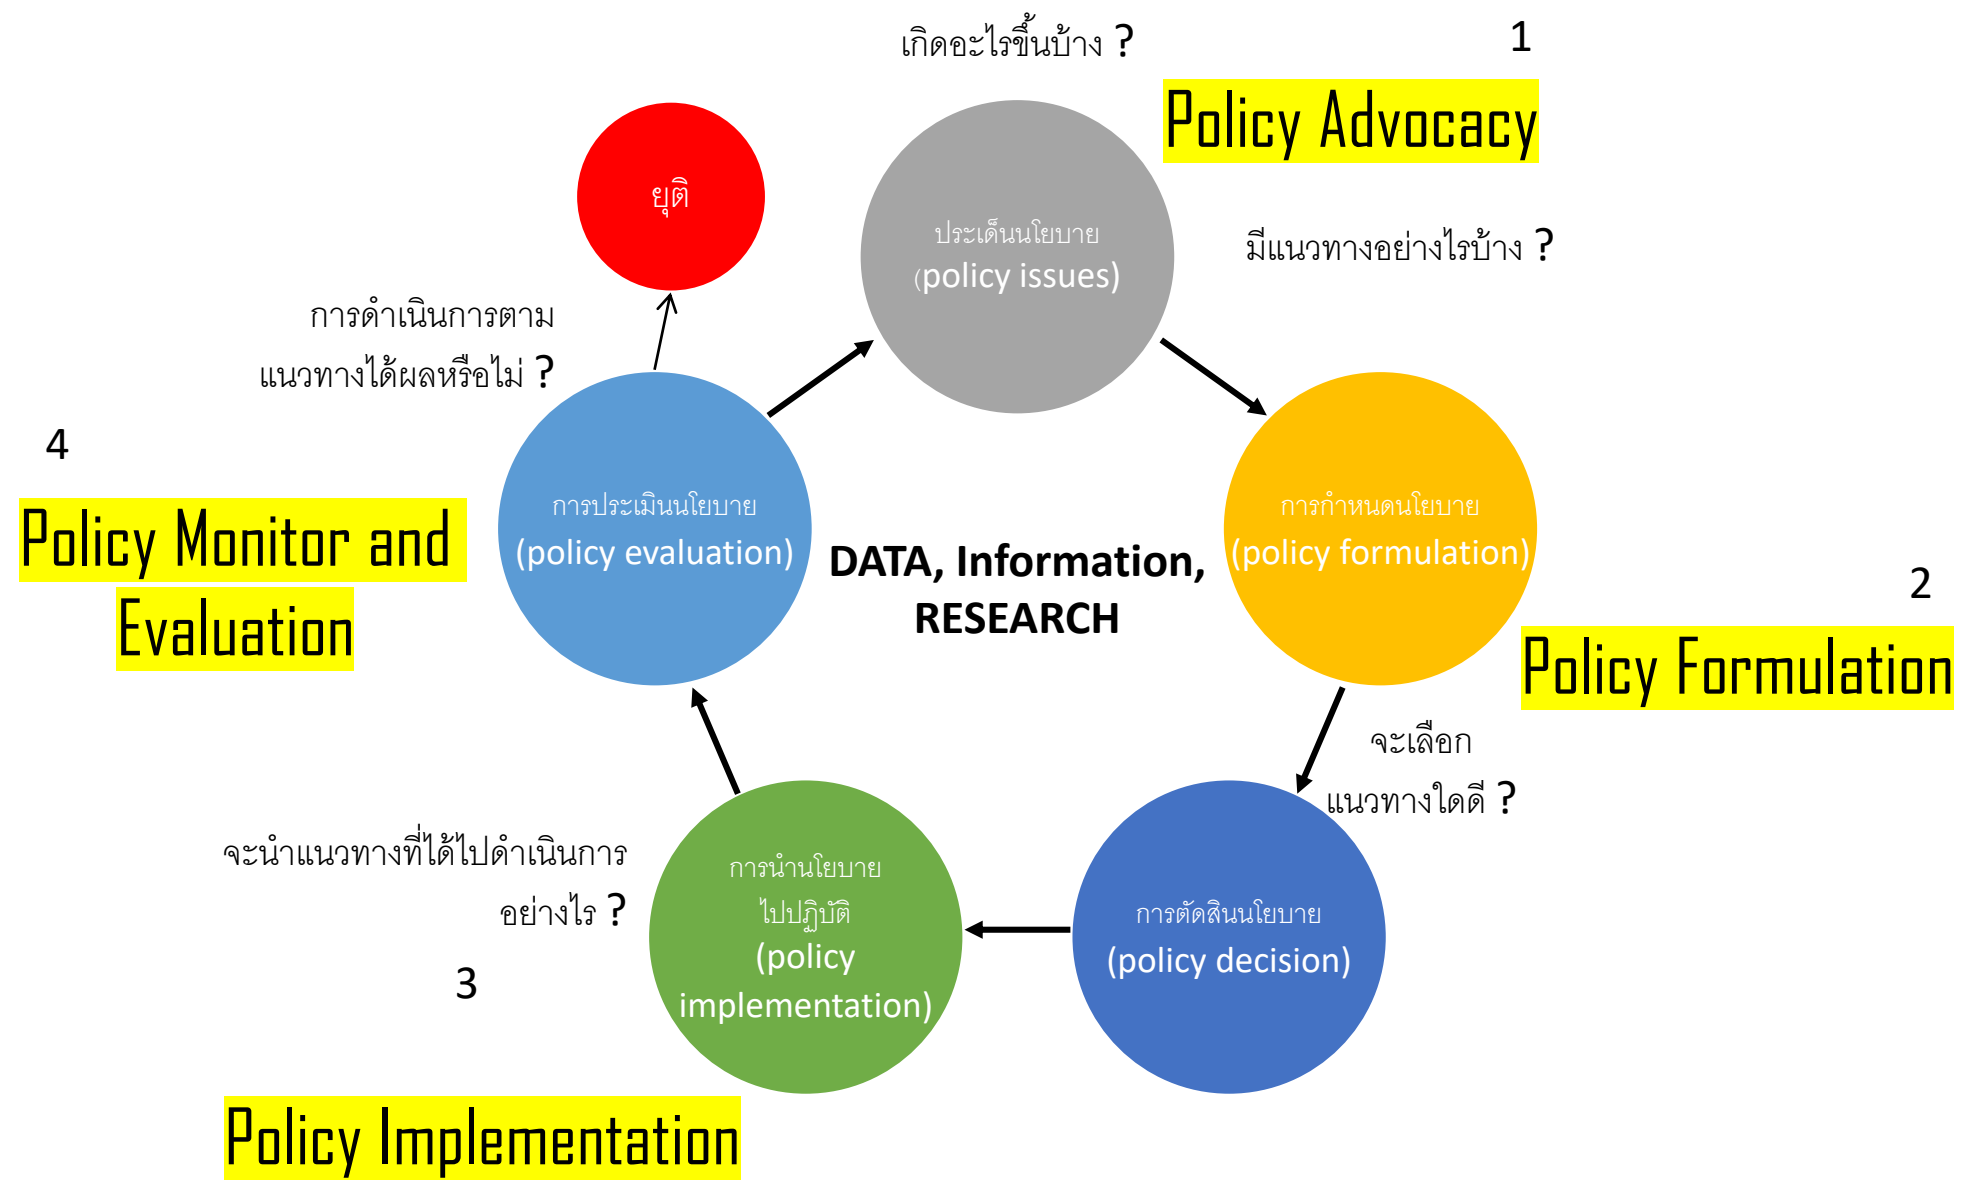 เกิดอะไรขึ้นบ้าง ?
1
Policy Advocacy
ยุติ
ประเด็นนโยบาย
(policy issues)
มีแนวทางอย่างไรบ้าง ?
การดำเนินการตาม
แนวทางได้ผลหรือไม่ ?
4
Policy Monitor and
Evaluation
การประเมินนโยบาย
(policy evaluation)
DATA, Information,
RESEARCH
การกำหนดนโยบาย
(policy formulation)
2
Policy Formulation
จะเลือก
แนวทางใดดี ?
จะนำแนวทางที่ได้ไปดำเนินการ
อย่างไร ?
3
การนำนโยบาย
ไปปฏิบัติ
(policy
implementation)
การตัดสินนโยบาย
(policy decision)
Policy Implementation